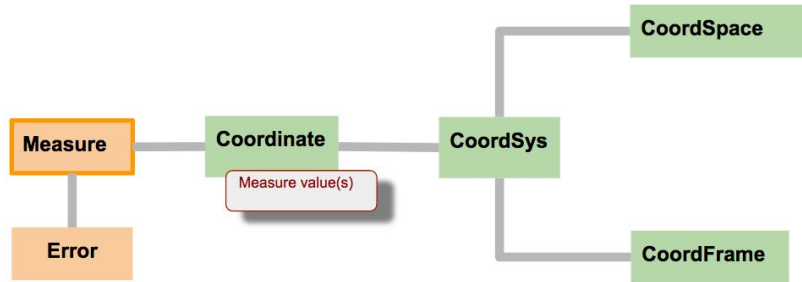 CoordSpace
Measure
Coordinate
CoordSys
Measure value(s)
Error
CoordFrame